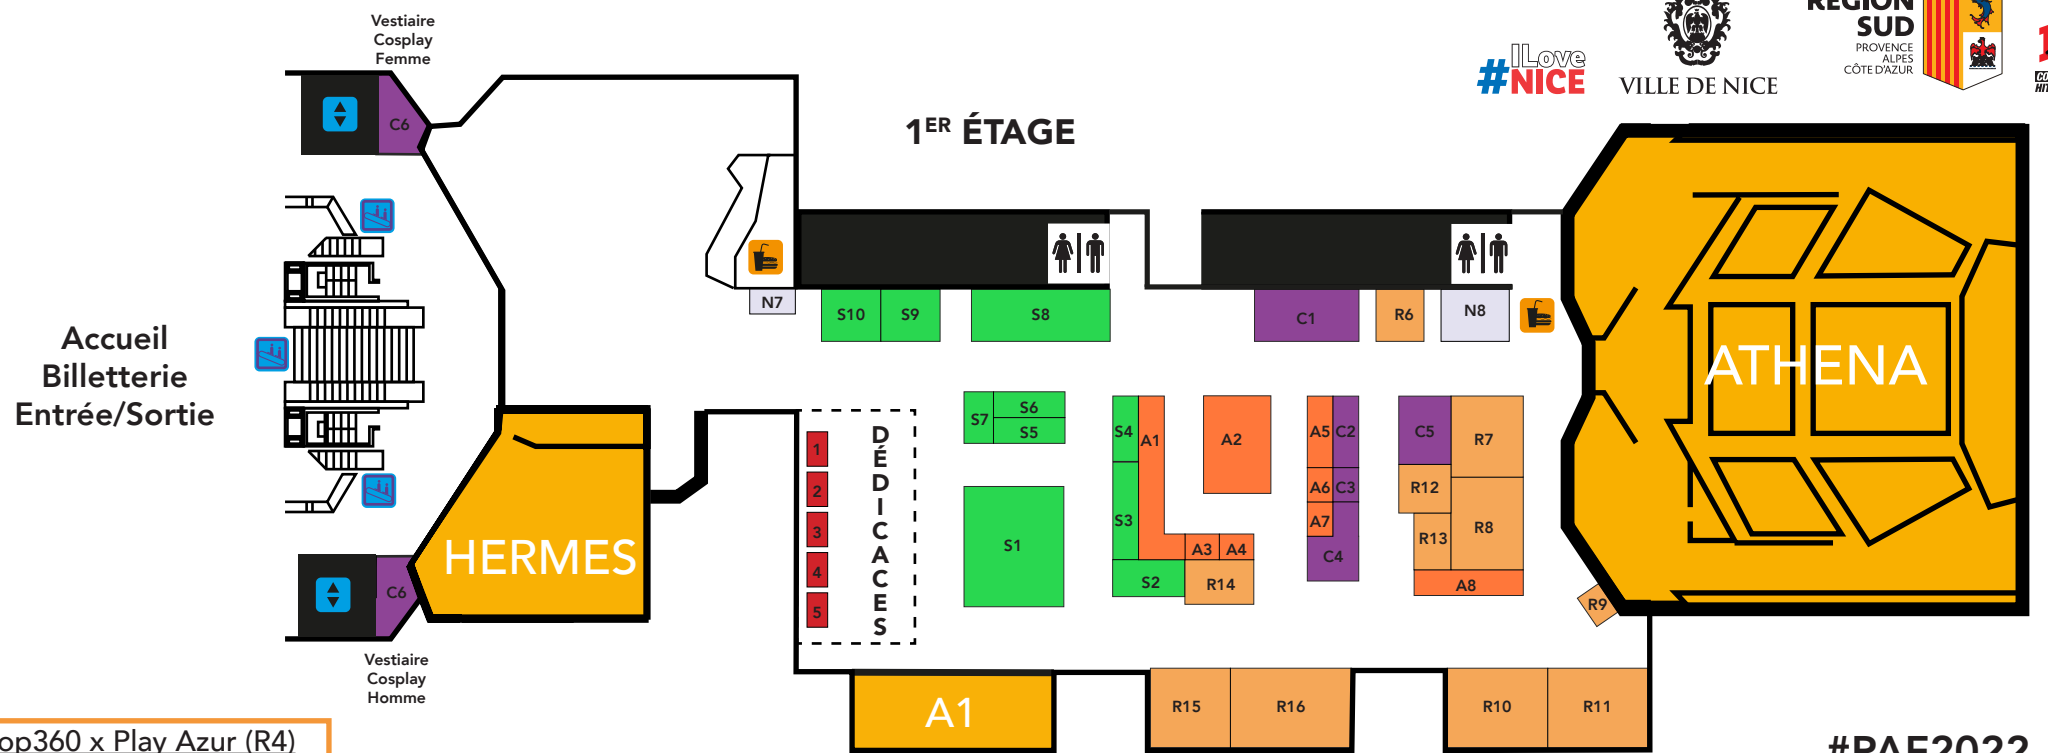 Vestiaire
Cosplay
Femme
C6
1ER ÉTAGE
#ILove
NICE
VILLE DE NICE
RÉGION
SUD
PROVENCE
ALPES
CÔTE D'AZUR
N7
S10
S9
S8
C1
R6
N8
Accueil
Billetterie
Entrée/Sortie
ATHENA
DÉDICACES
1
2
3
4
5
S7
S6
S5
S4
A1
A2
A5
C2
C5
R7
A6
C3
R12
S1
S3
A7
R13
R8
A3
A4
C4
S2
R14
A8
R9
HERMES
C6
Vestiaire
Cosplay
Homme
A1
R15
R16
R10
R11
op360 x Play Azur (R4)
#PAF2022